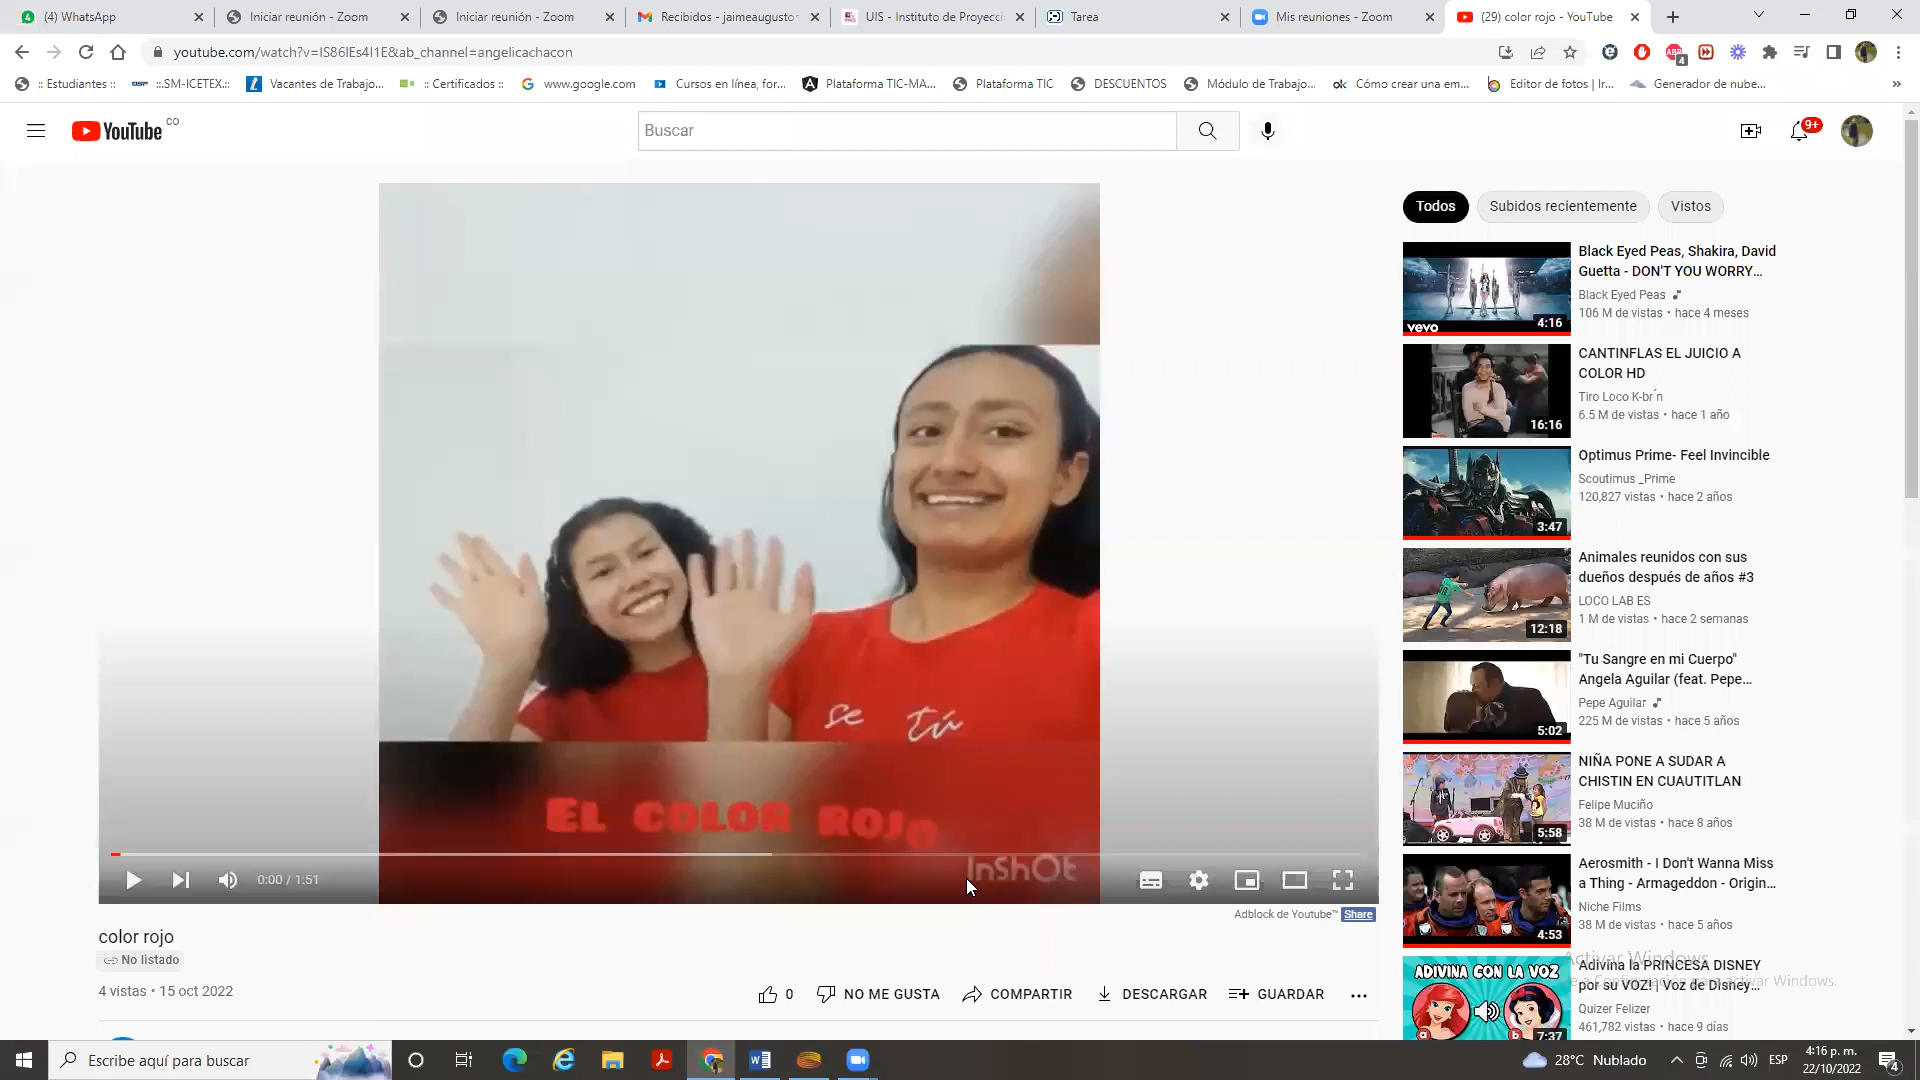 (4) WhatsApp
Iniciar reunión - Zoom
Iniciar reunión - Zoom
Recibidos - jaimeaugusto
UIS - Instituto de Proyecci
Tarea
Mis reuniones - Zoom
(29) color rojo - YouTube
youtube.com/watch?v=IS86IEs4I1E&ab_channel=angelicachacon
4
:: Estudiantes ::
::.SM-ICETEX.::
Vacantes de Trabajo...
:: Certificados ::
www.google.com
Cursos en línea, for...
Plataforma TIC-MA...
Plataforma TIC
DESCUENTOS
Módulo de Trabajo...
ok Cómo crear una em...
Editor de fotos | Ir...
Generador de nube...
»
YouTube CO
Buscar
9+
Todos
Subidos recientemente
Vistos
se tú
EL COLOR ROJO
InShOt
0:00 / 1:51
Adblock de Youtube™ Share
color rojo
No listado
4 vistas • 15 oct 2022
0
NO ME GUSTA
COMPARTIR
DESCARGAR
GUARDAR
Black Eyed Peas, Shakira, David
Guetta - DON'T YOU WORRY...
Black Eyed Peas
106 M de vistas • hace 4 meses
vevo
4:16
CANTINFLAS EL JUICIO A
COLOR HD
Tiro Loco K-br´n
6.5 M de vistas • hace 1 año
16:16
Optimus Prime- Feel Invincible
Scoutimus _Prime
120,827 vistas • hace 2 años
3:47
Animales reunidos con sus
dueños después de años #3
LOCO LAB ES
1 M de vistas • hace 2 semanas
12:18
"Tu Sangre en mi Cuerpo"
Angela Aguilar (feat. Pepe...
Pepe Aguilar
225 M de vistas • hace 5 años
5:02
NIÑA PONE A SUDAR A
CHISTIN EN CUAUTITLAN
Felipe Muciño
38 M de vistas • hace 8 años
5:58
Aerosmith - I Don't Wanna Miss
a Thing - Armageddon - Origin...
Niche Films
38 M de vistas • hace 5 años
4:53
Activar Windows
Adivina la PRINCESA DISNEY
por su VOZ! | Voz de Disney...
a Configuración para activar Windows.
Quizer Felizer
461,782 vistas • hace 9 días
ADIVINA CON LA VOZ
a
b
7:37
Escribe aquí para buscar
28°C Nublado
ESP
4:16 p. m.
22/10/2022
4